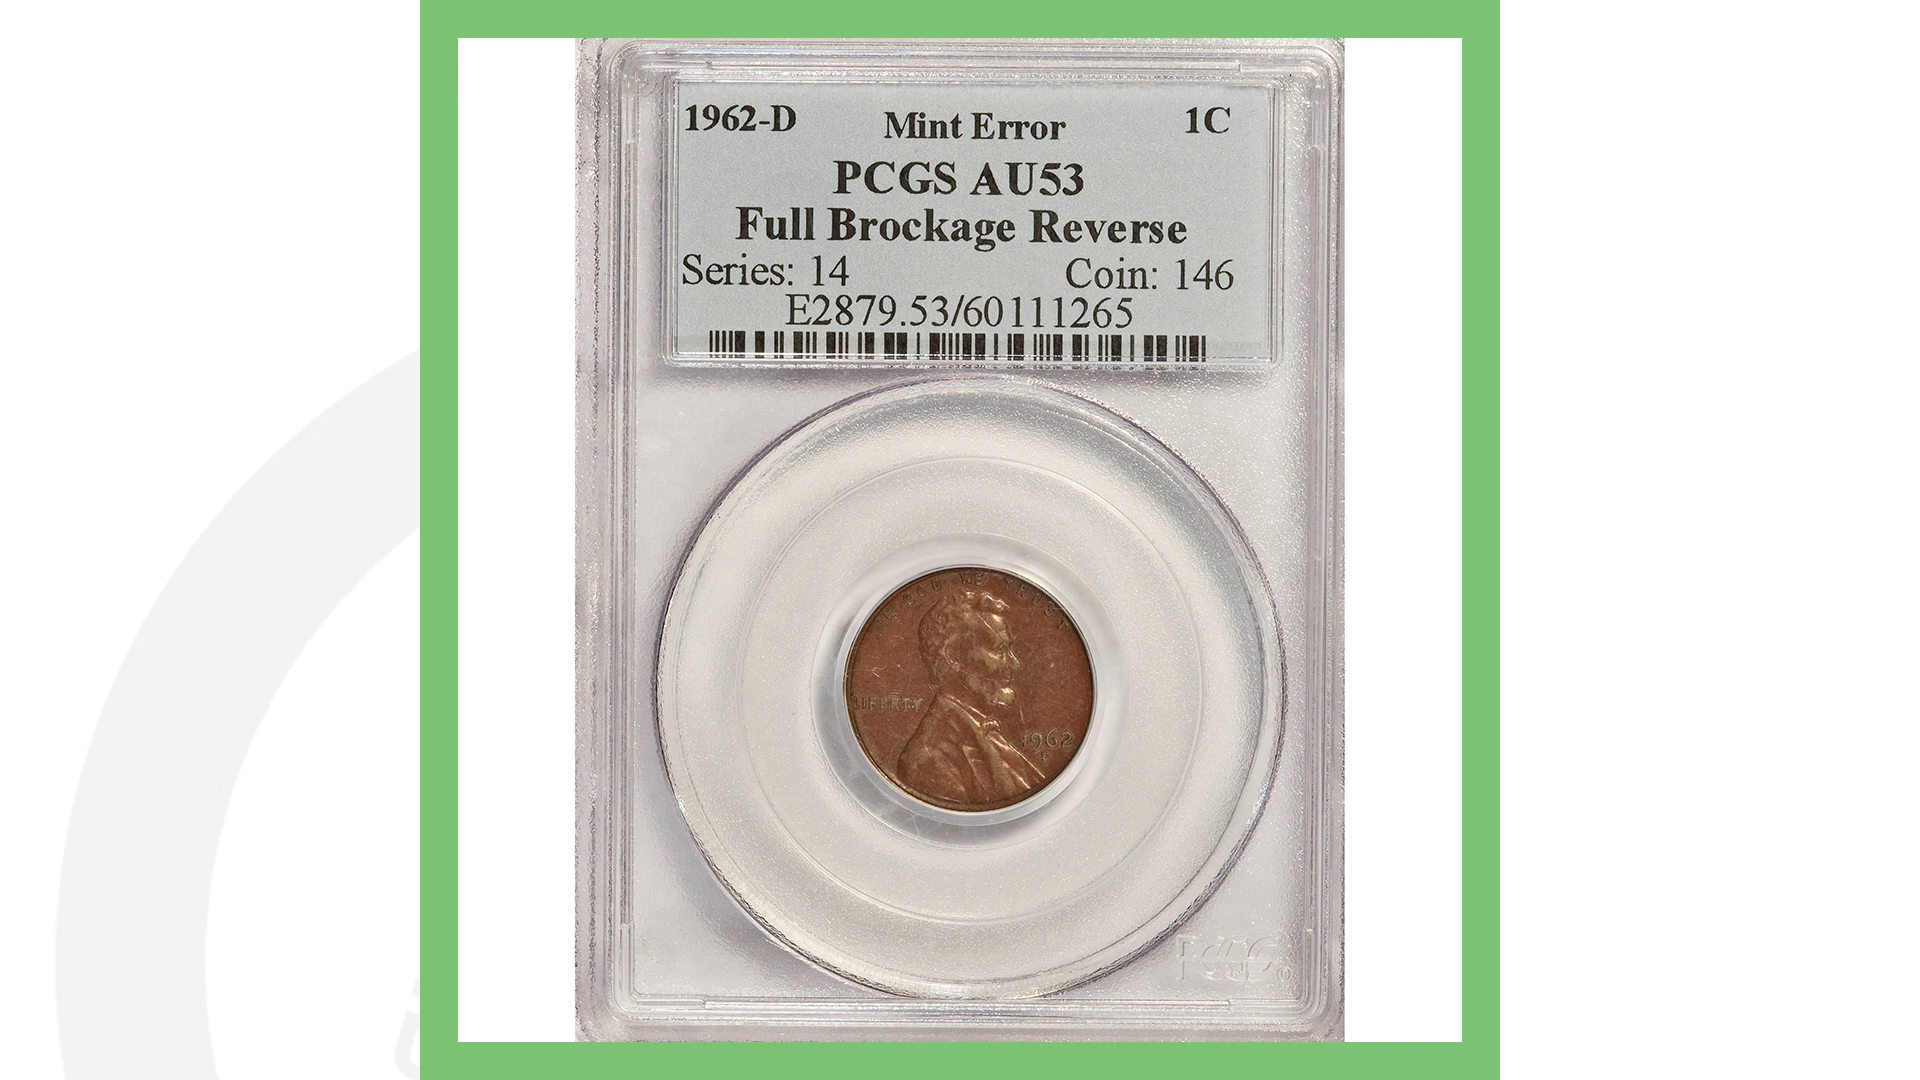 1962-D Mint Error 1C
PCGS AU53
Full Brockage Reverse
Series: 14 Coin: 146
E2879.53/60111265
IN GOD WE TRUST
LIBERTY
1962
D
PCGS